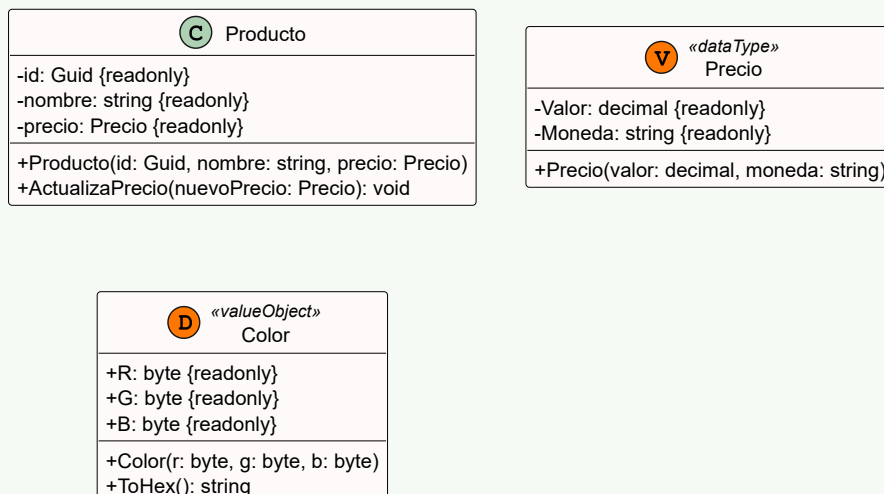 C Producto
-id: Guid {readonly}
-nombre: string {readonly}
-precio: Precio {readonly}
+Producto(id: Guid, nombre: string, precio: Precio)
+ActualizaPrecio(nuevoPrecio: Precio): void
V «dataType»
Precio
-Valor: decimal {readonly}
-Moneda: string {readonly}
+Precio(valor: decimal, moneda: string)
D «valueObject»
Color
+R: byte {readonly}
+G: byte {readonly}
+B: byte {readonly}
+Color(r: byte, g: byte, b: byte)
+ToHex(): string